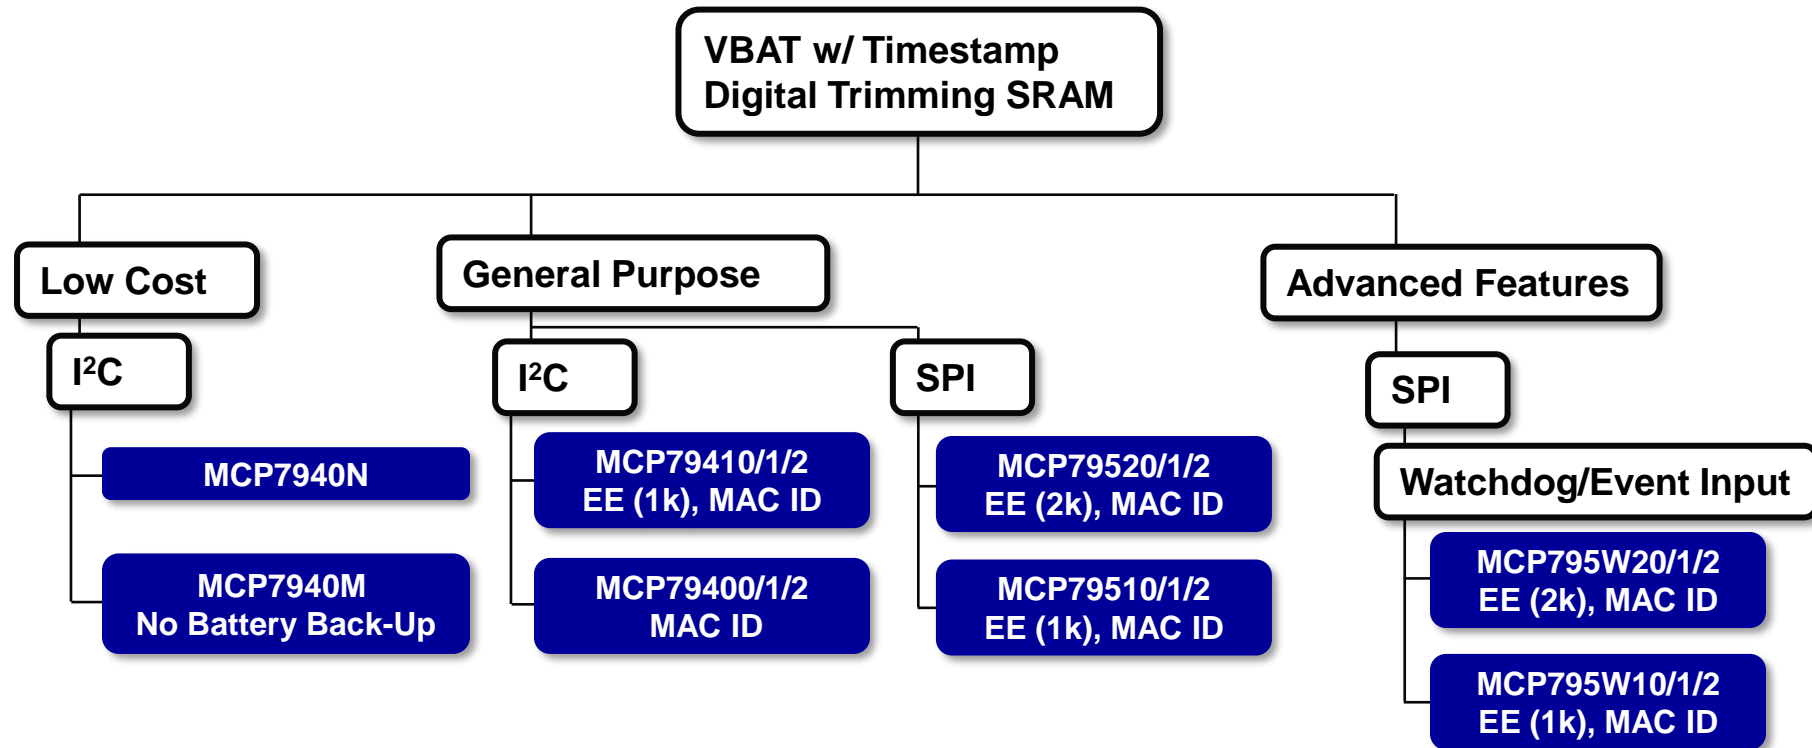 VBAT w/ Timestamp
Digital Trimming SRAM
Low Cost
General Purpose
Advanced Features
I²C
I²C
SPI
SPI
Watchdog/Event Input
MCP7940N
MCP7940M
No Battery Back-Up
MCP79410/1/2
EE (1k), MAC ID
MCP79400/1/2
MAC ID
MCP79520/1/2
EE (2k), MAC ID
MCP79510/1/2
EE (1k), MAC ID
MCP795W20/1/2
EE (2k), MAC ID
MCP795W10/1/2
EE (1k), MAC ID